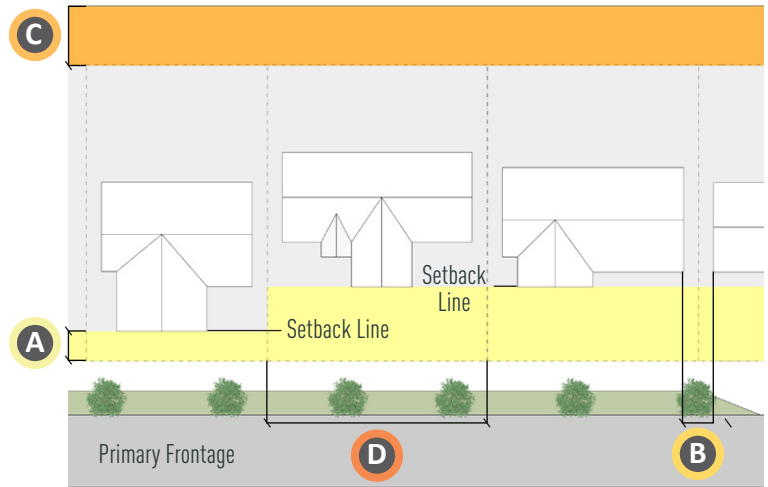 C
Setback
Line
A
Setback Line
Primary Frontage
D
B